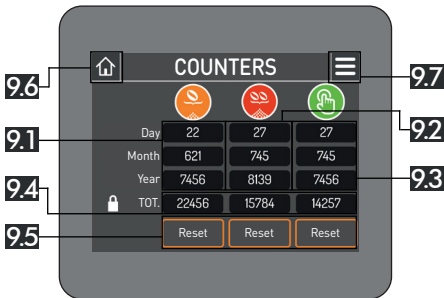 COUNTERS
9.6
9.7
9.1
9.2
Day 22 27 27
Month 621 745 745
Year 7456 8139 7456
9.3
9.4
TOT. 22456 15784 14257
9.5
Reset Reset Reset